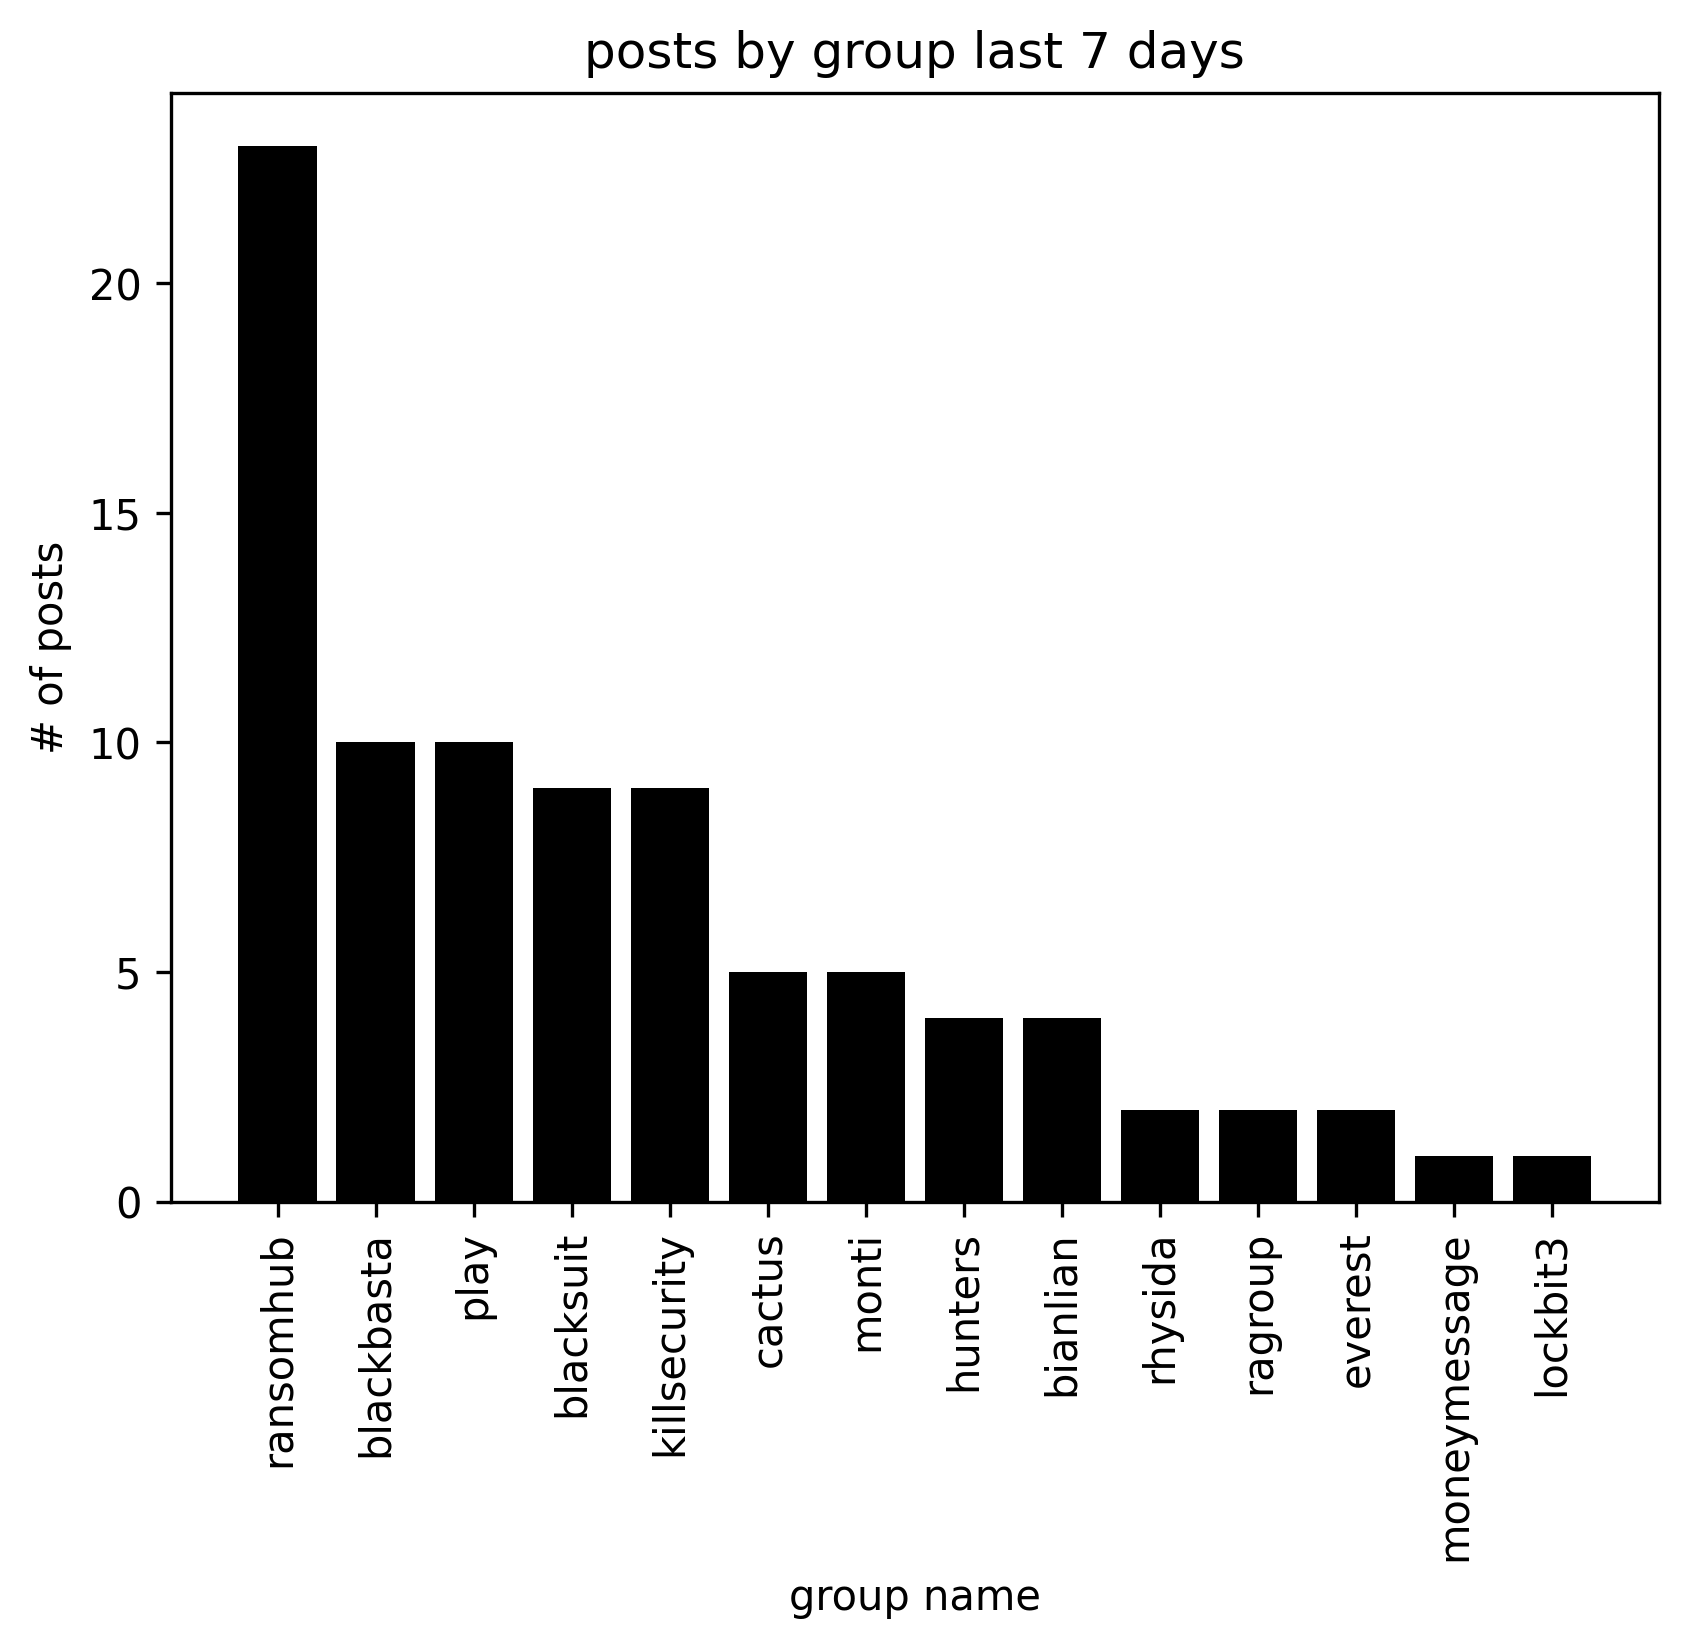 posts by group last 7 days
# of posts
20
15
10
5
0
ransomhub
blackbasta
play
blacksuit
killsecurity
cactus
monti
hunters
bianlian
rhysida
ragroup
everest
moneymessage
lockbit3
group name